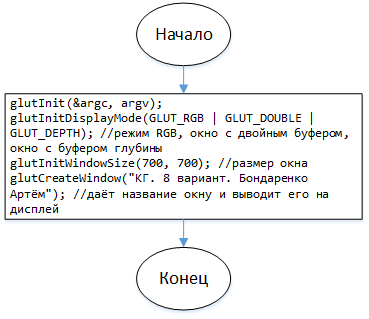 Начало
glutInit(&argc, argv);
glutInitDisplayMode(GLUT_RGB | GLUT_DOUBLE |
GLUT_DEPTH); //режим RGB, окно с двойным буфером,
окно с буфером глубины
glutInitWindowSize(700, 700); //размер окна
glutCreateWindow("КГ. 8 вариант. Бондаренко
Артём"); //даёт название окну и выводит его на
дисплей
Конец